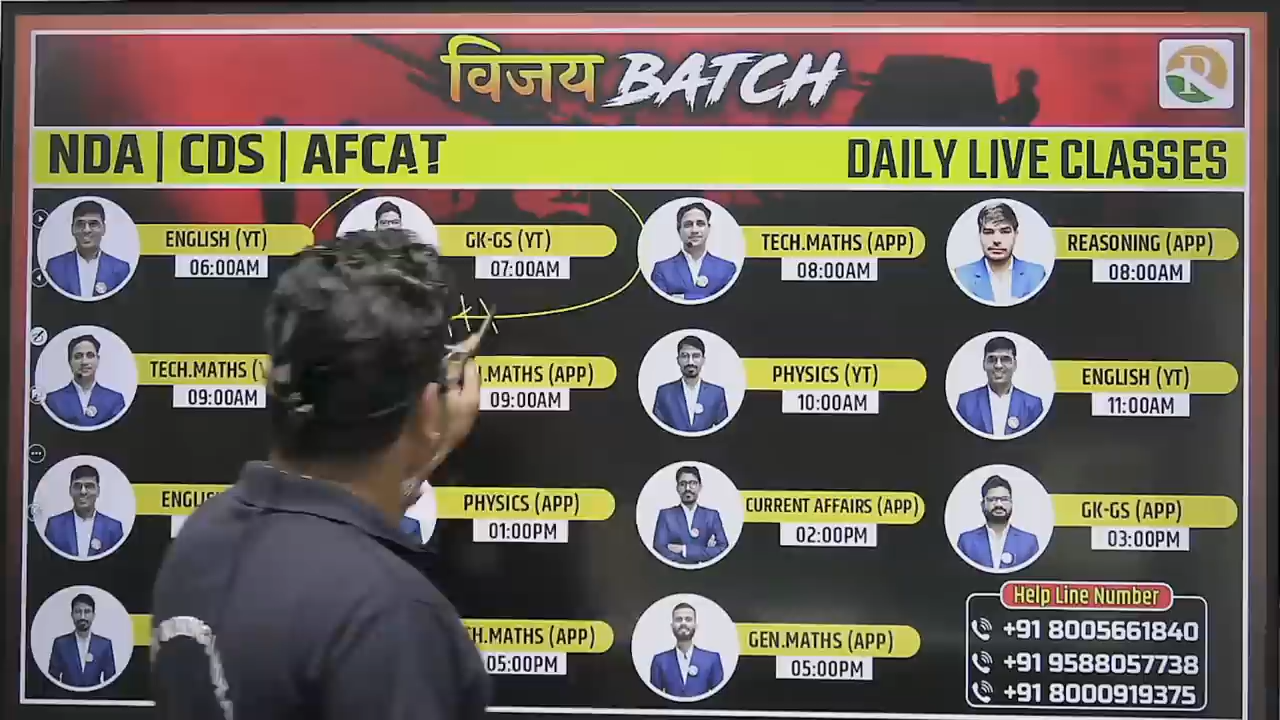 विजय BATCH
NDA | CDS | AFCAT
DAILY LIVE CLASSES
ENGLISH (YT)
06:00AM
GK-GS (YT)
07:00AM
TECH.MATHS (APP)
08:00AM
REASONING (APP)
08:00AM
TECH.MATHS
09:00AM
.MATHS (APP)
09:00AM
PHYSICS (YT)
10:00AM
ENGLISH (YT)
11:00AM
PHYSICS (APP)
01:00PM
CURRENT AFFAIRS (APP)
02:00PM
GK-GS (APP)
03:00PM
H.MATHS (APP)
05:00PM
GEN.MATHS (APP)
05:00PM
Help Line Number
+91 8005661840
+91 9588057738
+91 8000919375